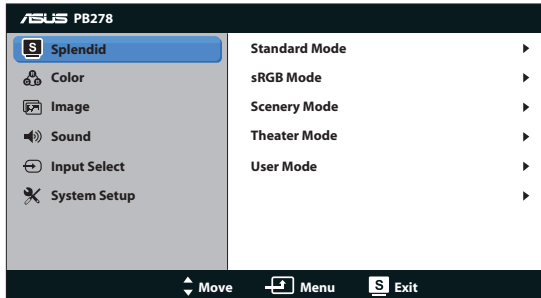 ASUS PB278
S Splendid
Color
Image
Sound
Input Select
System Setup
Standard Mode
sRGB Mode
Scenery Mode
Theater Mode
User Mode
Move Menu S Exit